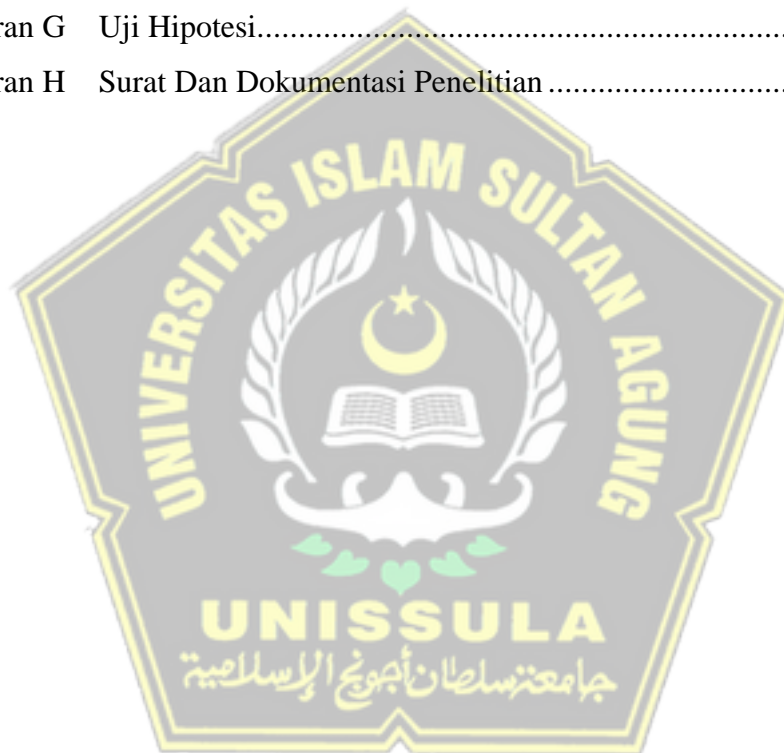 ran G Uji Hipotesi..........................................................................
ran H Surat Dan Dokumentasi Penelitian ................................
UNIVERSITAS ISLAM SULTAN AGUNG
UNISSULA
جامعة سلطان أجونج الإسلامية